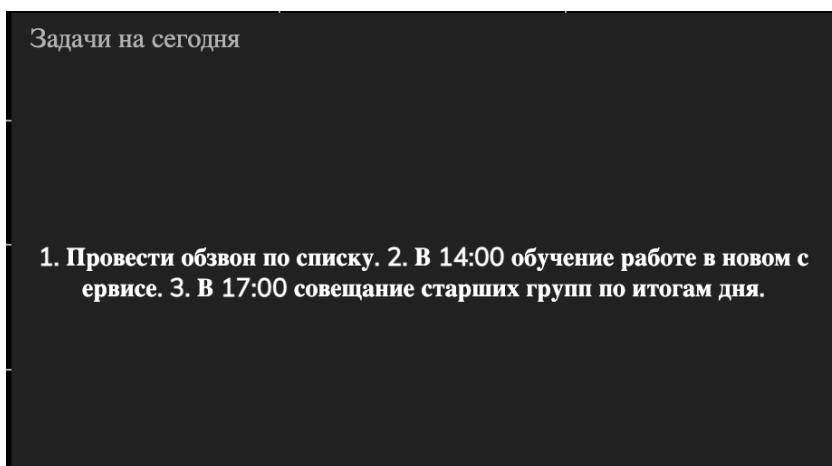 Задачи на сегодня
1. Провести обзвон по списку. 2. В 14:00 обучение работе в новом с
ервисе. 3. В 17:00 совещание старших групп по итогам дня.